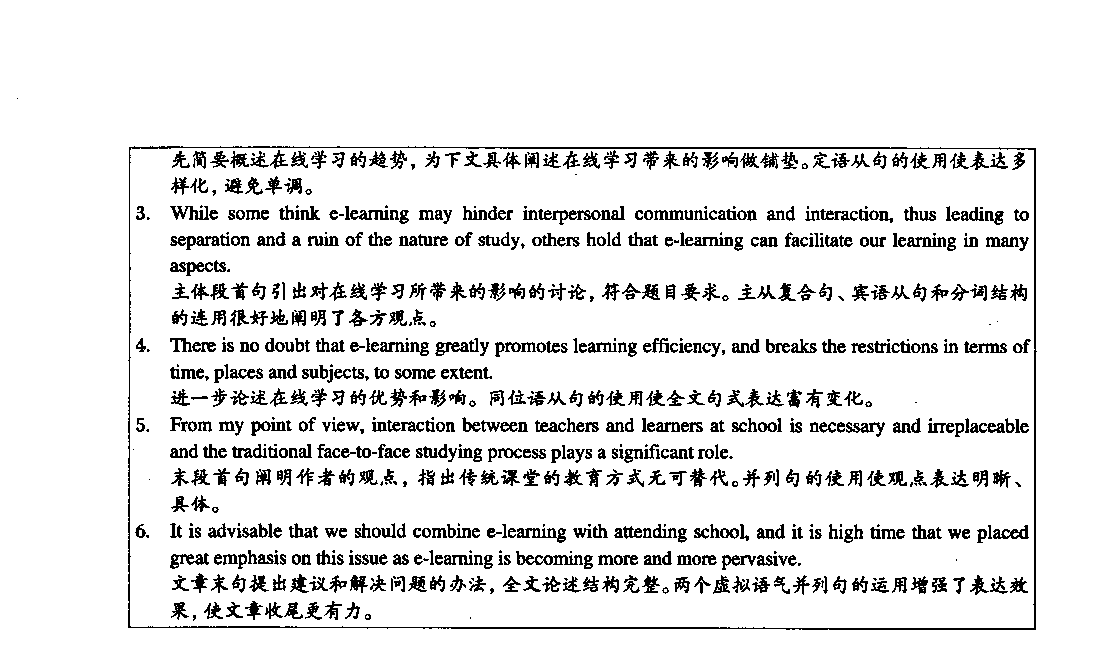 先简要概述在线学习的趋势，为下文具体阐述在线学习带来的影响做铺垫。定语从句的使用使表达多
样化，避免单调。
3. While some think e-learning may hinder interpersonal communication and interaction, thus leading to
separation and a ruin of the nature of study, others hold that e-learning can facilitate our learning in many
aspects.
主体段首句引出对在线学习所带来的影响的讨论，符合题目要求。主从复合句、宾语从句和分词结构
的连用很好地阐明了各方观点。
4. There is no doubt that e-learning greatly promotes learning efficiency, and breaks the restrictions in terms of
time, places and subjects, to some extent.
进一步论述在线学习的优势和影响。同位语从句的使用使全文句式表达富有变化。
5. From my point of view, interaction between teachers and learners at school is necessary and irreplaceable
and the traditional face-to-face studying process plays a significant role.
末段首句阐明作者的观点，指出传统课堂的教育方式无可替代。并列句的使用使观点表达明晰、
具体。
6. It is advisable that we should combine e-learning with attending school, and it is high time that we placed
great emphasis on this issue as e-learning is becoming more and more pervasive.
文章末句提出建议和解决问题的办法，全文论述结构完整。两个虚拟语气并列句的运用增强了表达效
果，使文章收尾更有力。